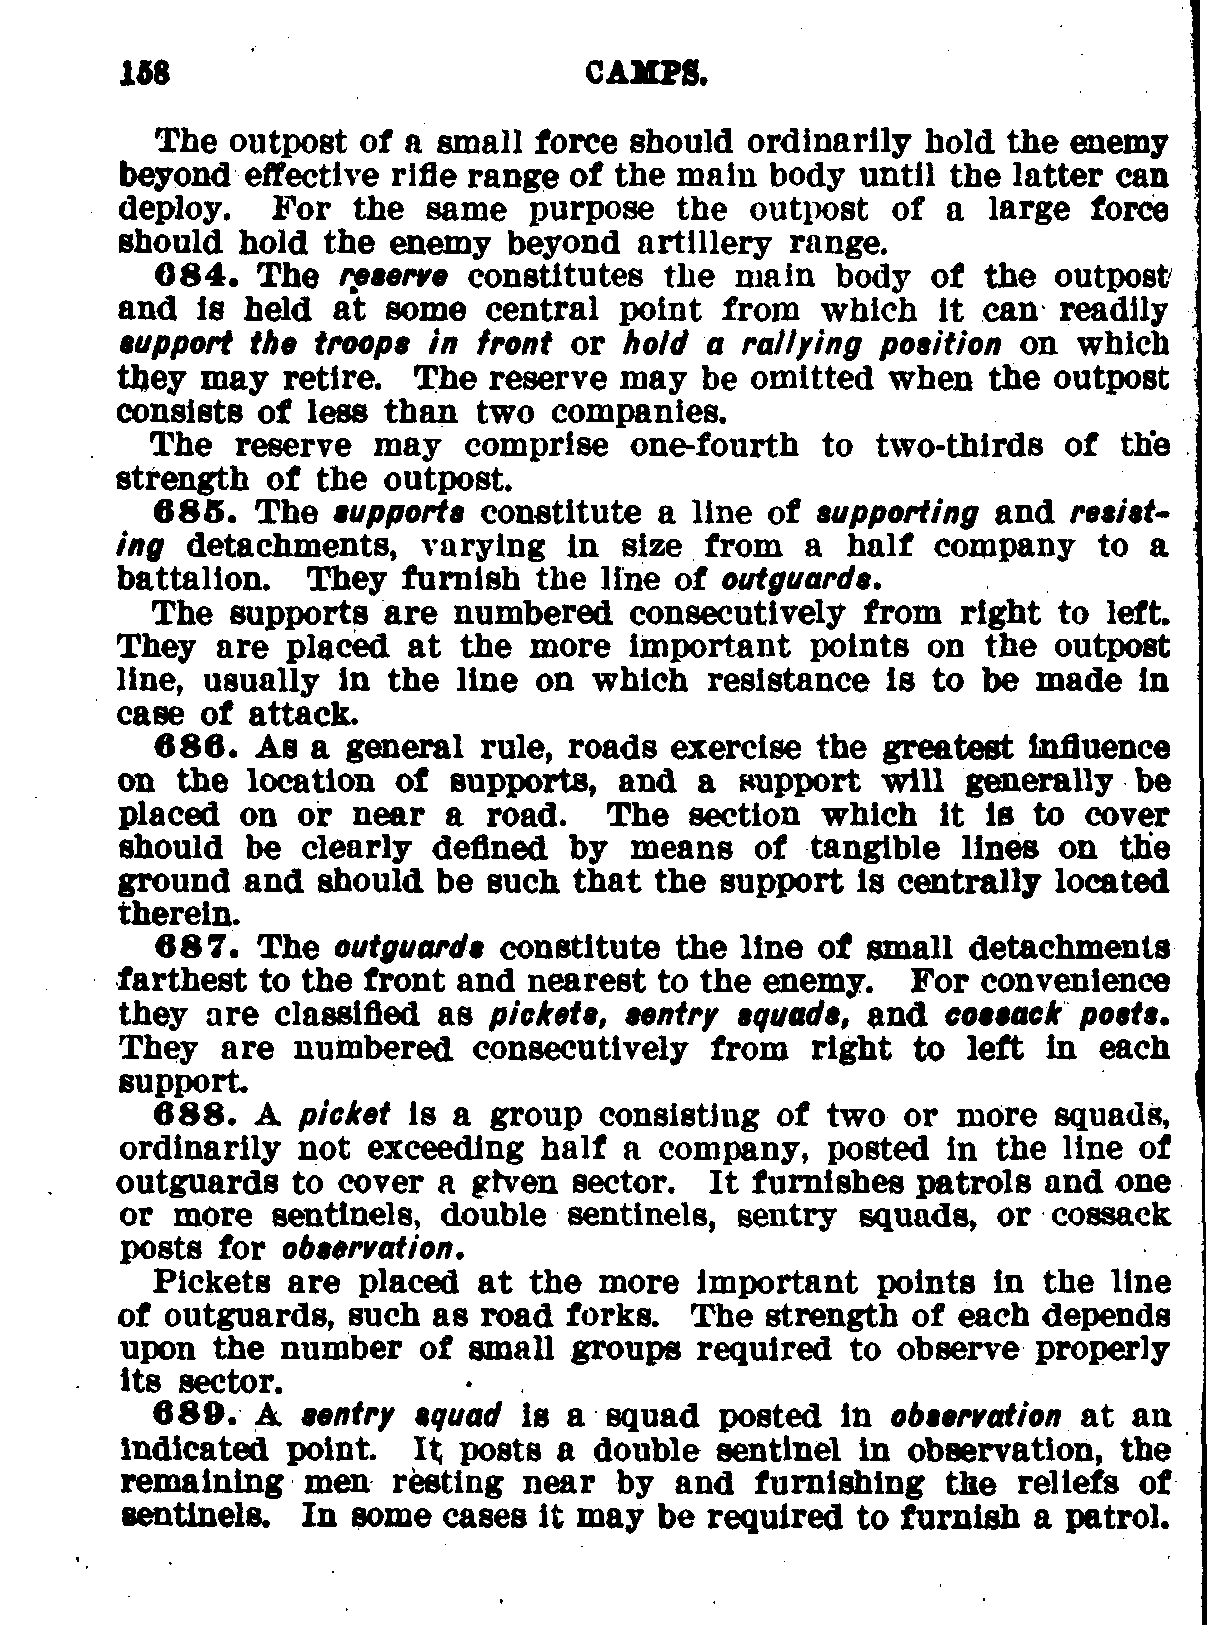 158 CAMPS.
The outpost of a small force should ordinarily hold the enemy
beyond effective rifle range of the main body until the latter can
deploy. For the same purpose the outpost of a large force
should hold the enemy beyond artillery range.
684. The reserve constitutes the main body of the outpost
and is held at some central point from which it can readily
support the troops in front or hold a rallying position on which
they may retire. The reserve may be omitted when the outpost
consists of less than two companies.
The reserve may comprise one-fourth to two-thirds of the
strength of the outpost.
685. The supports constitute a line of supporting and resist-
ing detachments, varying in size from a half company to a
battalion. They furnish the line of outguards.
The supports are numbered consecutively from right to left.
They are placed at the more important points on the outpost
line, usually in the line on which resistance is to be made in
case of attack.
686. As a general rule, roads exercise the greatest influence
on the location of supports, and a support will generally be
placed on or near a road. The section which it is to cover
should be clearly defined by means of tangible lines on the
ground and should be such that the support is centrally located
therein.
687. The outguards constitute the line of small detachments
farthest to the front and nearest to the enemy. For convenience
they are classified as pickets, sentry squads, and cossack posts.
They are numbered consecutively from right to left in each
support.
688. A picket is a group consisting of two or more squads,
ordinarily not exceeding half a company, posted in the line of
outguards to cover a given sector. It furnishes patrols and one
or more sentinels, double sentinels, sentry squads, or cossack
posts for observation.
Pickets are placed at the more important points in the line
of outguards, such as road forks. The strength of each depends
upon the number of small groups required to observe properly
its sector.
689. A sentry squad is a squad posted in observation at an
indicated point. It posts a double sentinel in observation, the
remaining men resting near by and furnishing the reliefs of
sentinels. In some cases it may be required to furnish a patrol.